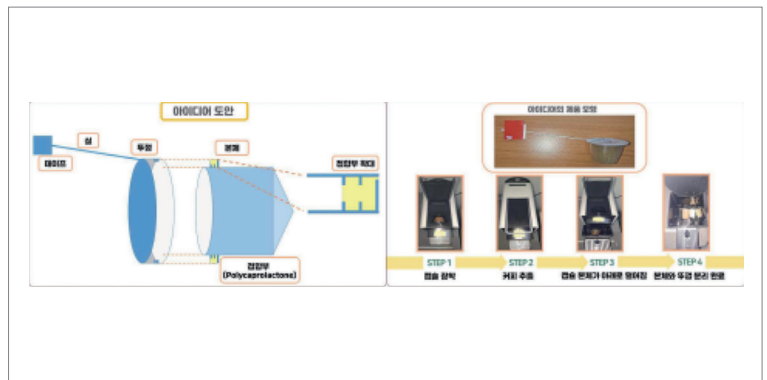 아이디어 도안
실
테이프
뚜껑
본체
접합부 확대
접합부
(Polycaprolactone)
아이디어의 제품 모형
STEP 1
캡슐 장착
STEP 2
커피 추출
STEP 3
캡슐 본체가 아래로 떨어짐
STEP 4
본체와 뚜껑 분리 완료